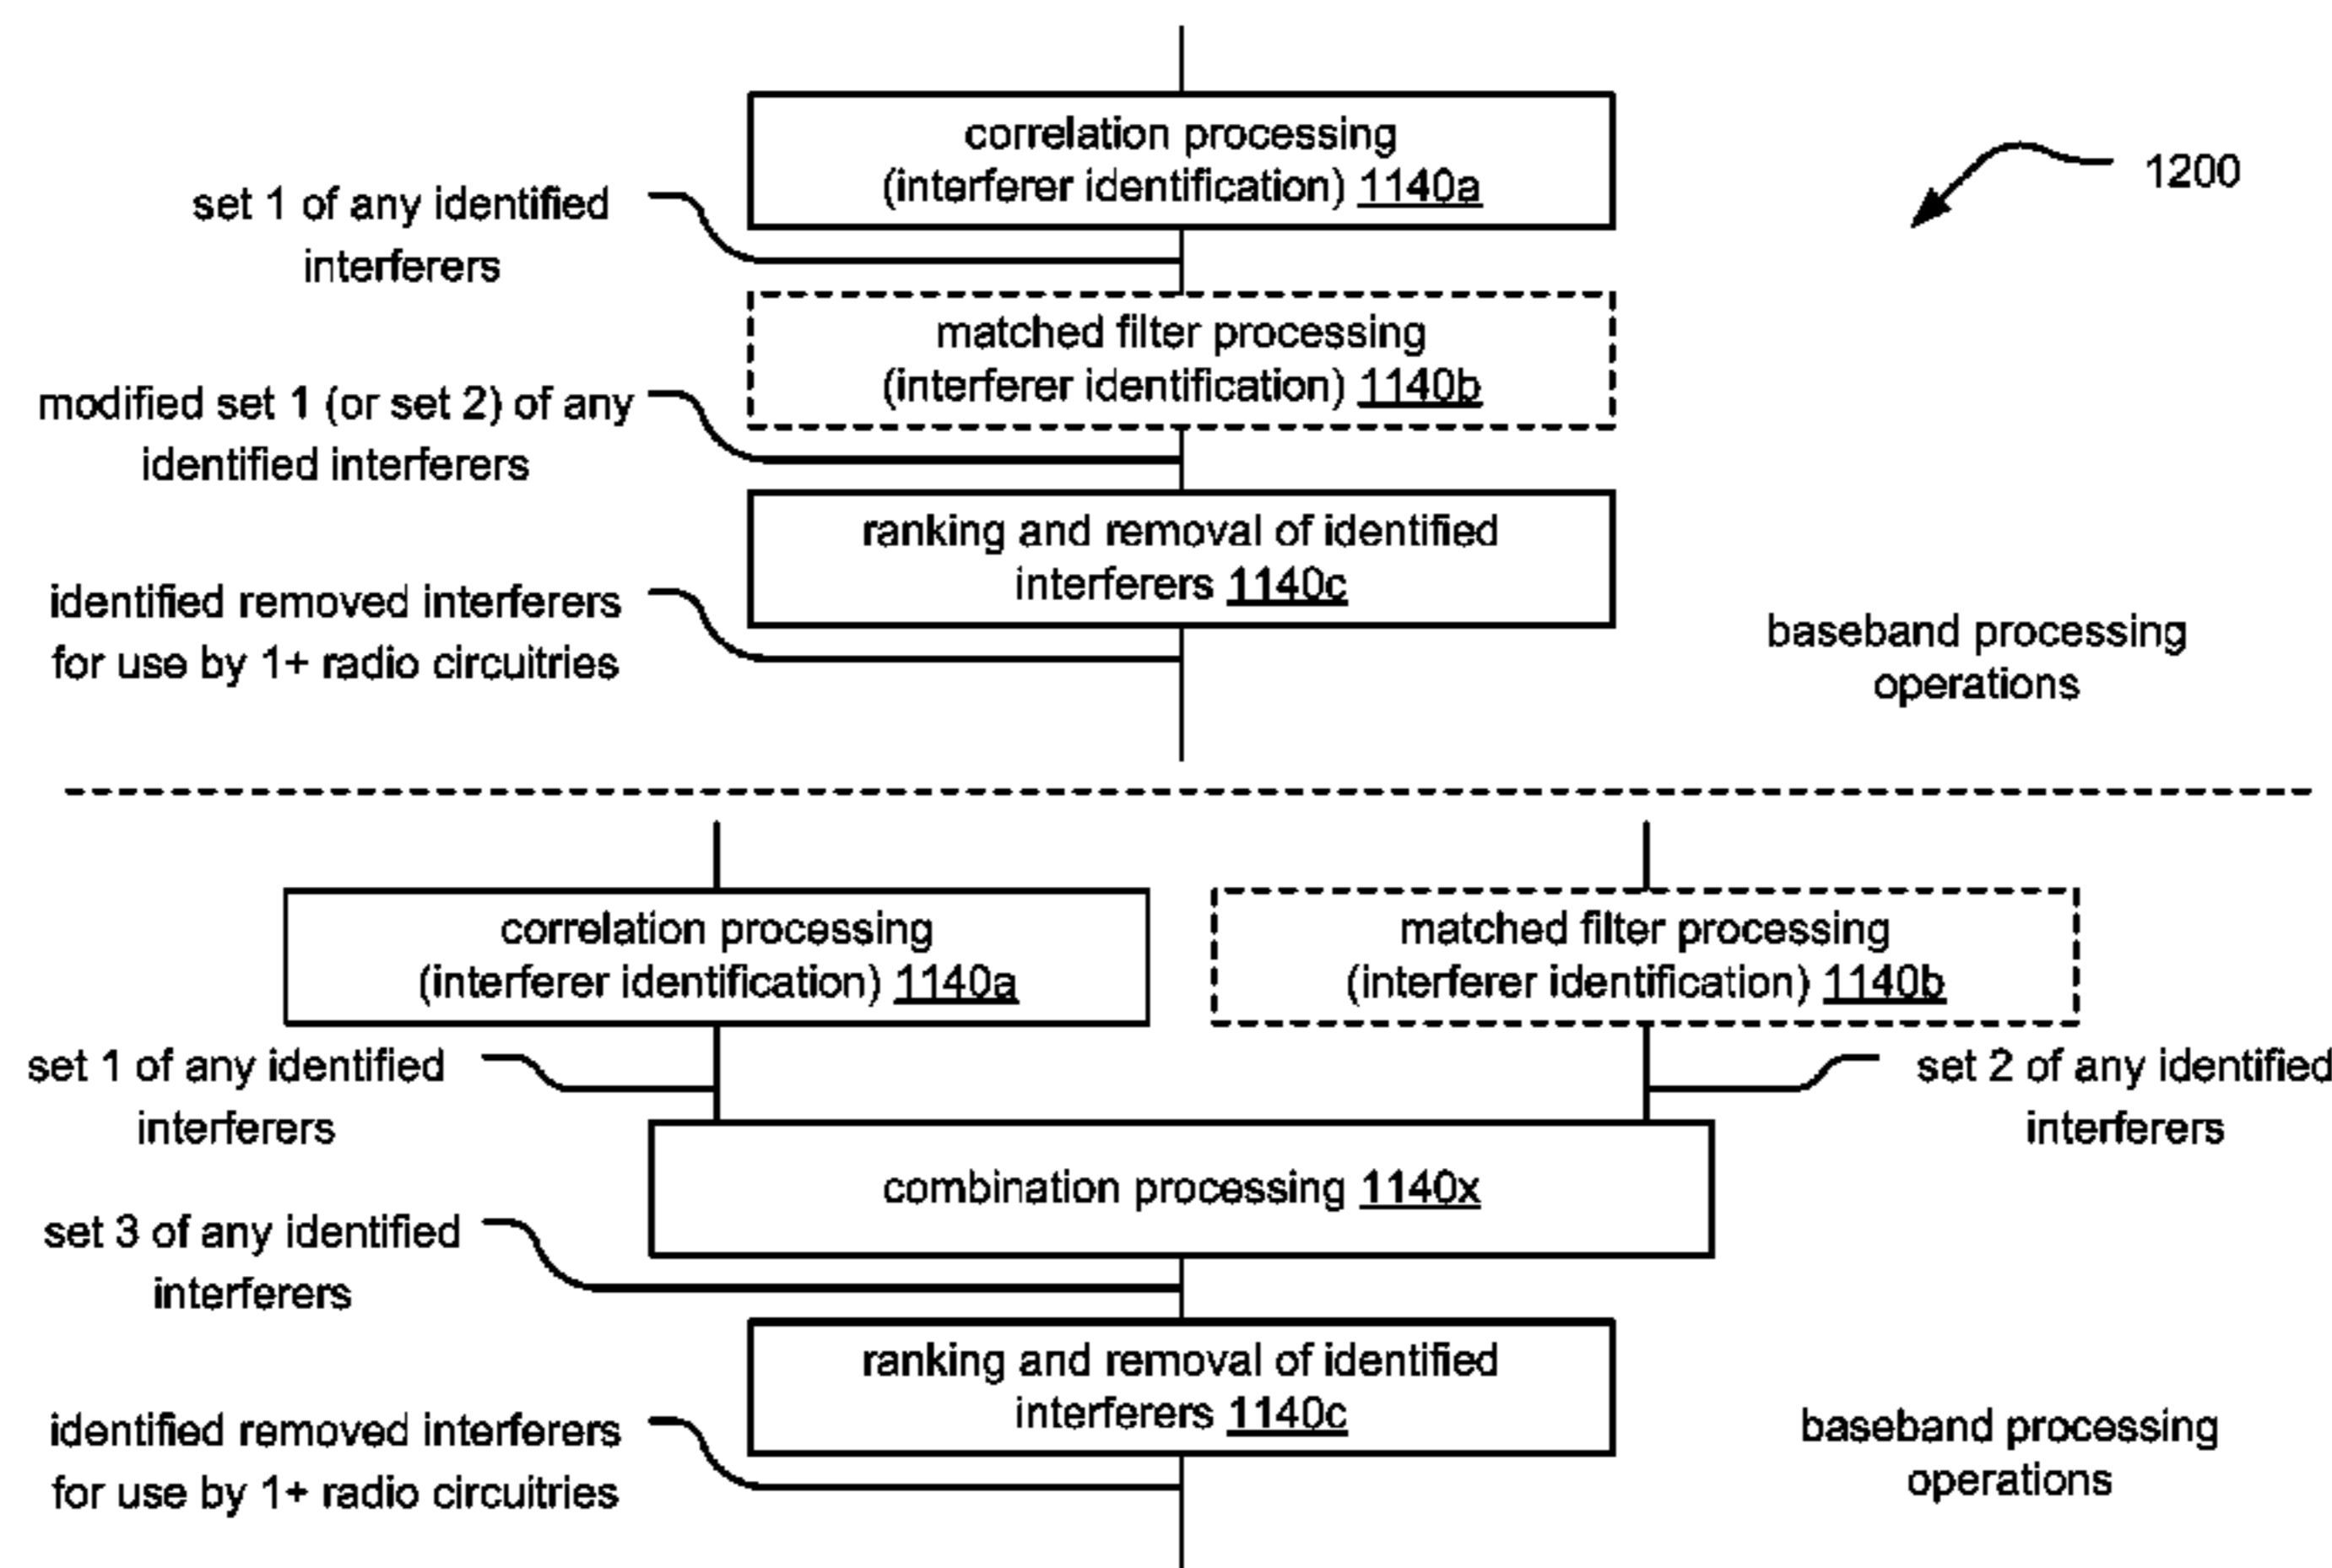 correlation processing
(interferer identification) 1140a
1200
set 1 of any identified
interferers
matched filter processing
(interferer identification) 1140b
modified set 1 (or set 2) of any
identified interferers
ranking and removal of identified
interferers 1140c
identified removed interferers
for use by 1+ radio circuitries
baseband processing
operations
correlation processing
(interferer identification) 1140a
matched filter processing
(interferer identification) 1140b
set 1 of any identified
interferers
set 2 of any identified
interferers
combination processing 1140x
set 3 of any identified
interferers
ranking and removal of identified
interferers 1140c
identified removed interferers
for use by 1+ radio circuitries
baseband processing
operations